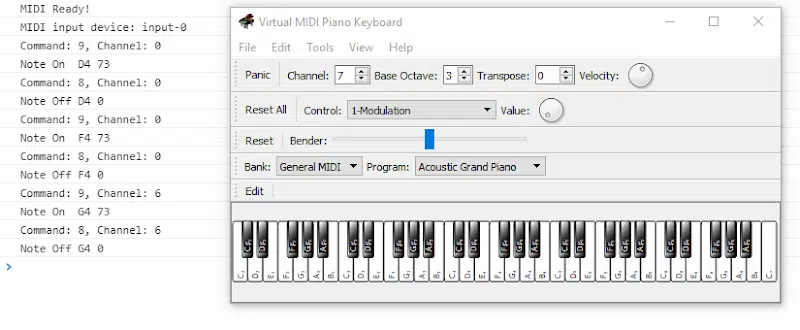 MIDI Ready!
MIDI input device: input-0
Command: 9, Channel: 0
Note On  D4 73
Command: 8, Channel: 0
Note Off D4 0
Command: 9, Channel: 0
Note On  F4 73
Command: 8, Channel: 0
Note Off F4 0
Command: 9, Channel: 6
Note On  G4 73
Command: 8, Channel: 6
Note Off G4 0
Virtual MIDI Piano Keyboard
File Edit Tools View Help
Panic Channel: 7 Base Octave: 3 Transpose: 0 Velocity:
Reset All Control: 1-Modulation Value:
Reset Bender:
Bank: General MIDI Program: Acoustic Grand Piano
Edit